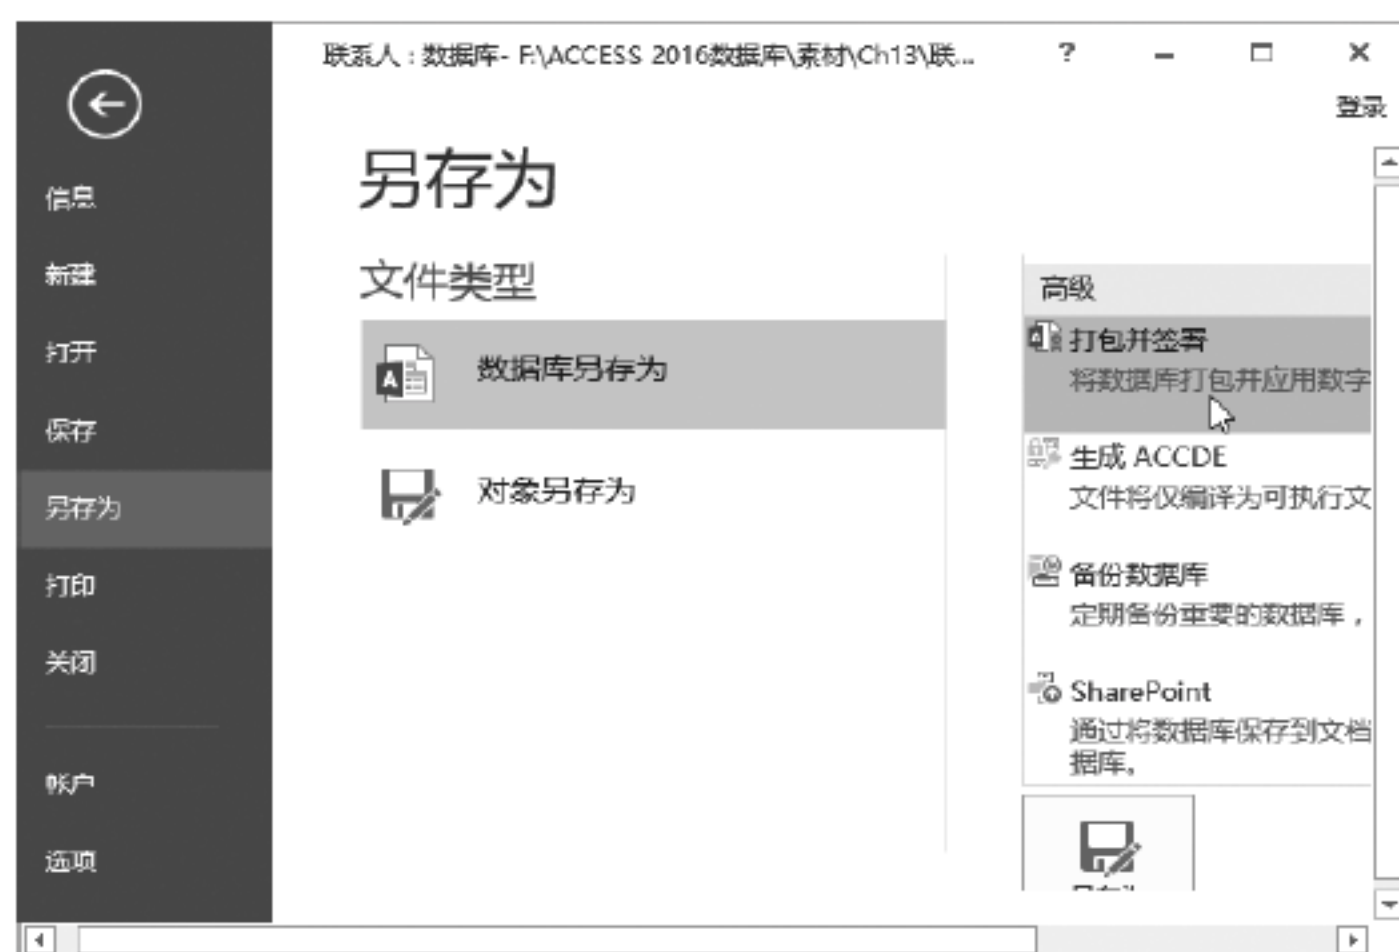 联系人：数据库- F:\ACCESS 2016数据库\素材\Ch13\联...
?
登录
信息
新建
打开
保存
另存为
打印
关闭
帐户
选项
另存为
文件类型
数据库另存为
对象另存为
高级
打包并签署
将数据库打包并应用数字
生成 ACCDE
文件将仅编译为可执行文
备份数据库
定期备份重要的数据库，
SharePoint
通过将数据库保存到文档
据库。
另存为